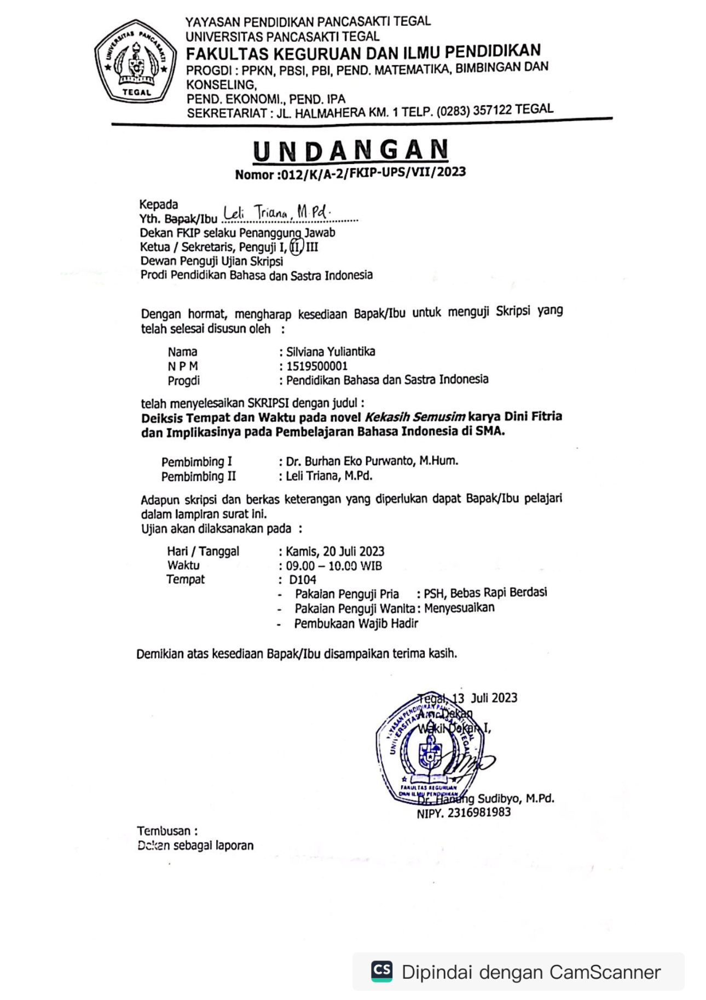 YAYASAN PENDIDIKAN PANCASAKTI TEGAL
UNIVERSITAS PANCASAKTI TEGAL
FAKULTAS KEGURUAN DAN ILMU PENDIDIKAN
PROGDI : PPKN, PBSI, PBI, PEND. MATEMATIKA, BIMBINGAN DAN
KONSELING,
PEND. EKONOMI., PEND. IPA
SEKRETARIAT : JL. HALMAHERA KM. 1 TELP. (0283) 357122 TEGAL
UNIVERSITAS PANCASAKTI
TEGAL
UNDANGAN
Nomor :012/K/A-2/FKIP-UPS/VII/2023
Kepada
Yth. Bapak/Ibu Leli Triana, M.Pd.
Dekan FKIP selaku Penanggung Jawab
Ketua / Sekretaris, Penguji I, II, III
Dewan Penguji Ujian Skripsi
Prodi Pendidikan Bahasa dan Sastra Indonesia
Dengan hormat, mengharap kesediaan Bapak/Ibu untuk menguji Skripsi yang
telah selesai disusun oleh :
Nama : Silviana Yuliantika
N P M : 1519500001
Progdi : Pendidikan Bahasa dan Sastra Indonesia
telah menyelesaikan SKRIPSI dengan judul :
Deiksis Tempat dan Waktu pada novel Kekasih Semusim karya Dini Fitria
dan Implikasinya pada Pembelajaran Bahasa Indonesia di SMA.
Pembimbing I : Dr. Burhan Eko Purwanto, M.Hum.
Pembimbing II : Leli Triana, M.Pd.
Adapun skripsi dan berkas keterangan yang diperlukan dapat Bapak/Ibu pelajari
dalam lampiran surat ini.
Ujian akan dilaksanakan pada :
Hari / Tanggal : Kamis, 20 Juli 2023
Waktu : 09.00 – 10.00 WIB
Tempat : D104
- Pakaian Penguji Pria : PSH, Bebas Rapi Berdasi
- Pakaian Penguji Wanita : Menyesuaikan
- Pembukaan Wajib Hadir
Demikian atas kesediaan Bapak/Ibu disampaikan terima kasih.
Tegal, 13 Juli 2023
A.n. Dekan
Wakil Dekan I,
YAYASAN PENDIDIKAN PANCASAKTI TEGAL
UNIVERSITAS PANCASAKTI TEGAL
FAKULTAS KEGURUAN
DAN ILMU PENDIDIKAN
Dr. Hanung Sudibyo, M.Pd.
NIPY. 2316981983
Tembusan :
Dekan sebagai laporan
CS Dipindai dengan CamScanner